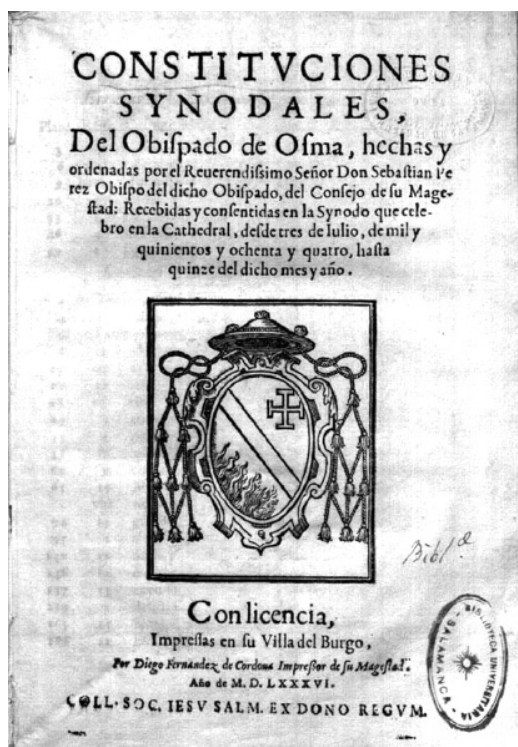 CONSTITVCIONES
SYNODALES,
Del Obiſpado de Oſma, hechas y
ordenadas por el Reuerendiſsimo Señor Don Sebaſtian Pe
rez Obiſpo del dicho Obiſpado, del Conſejo de ſu Mage-
ſtad: Recebidas y conſentidas en la Synodo que cele-
bro en la Cathedral, deſde tres de Iulio, de mil y
quinientos y ochenta y quatro, haſta
quinze del dicho mes y año.
Bibl^{ca}
Con licencia,
Impreſſas en ſu Villa del Burgo,
Por Diego Fernandez de Cordoua Impreſſor de ſu Mageſtad.
Año de M. D. LXXXVI.
COLL. SOC. IESV SALM. EX DONO REGVM.
BIBLIOTECA UNIVERSITARIA - SALAMANCA -